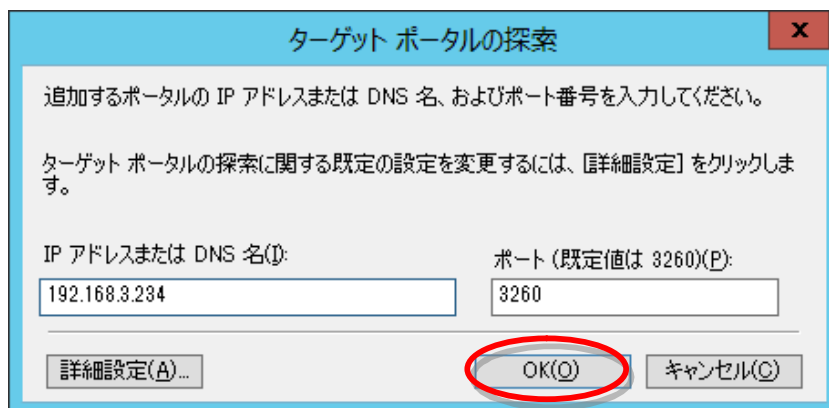 ターゲット ポータルの探索
x
追加するポータルの IP アドレスまたは DNS 名、およびポート番号を入力してください。
ターゲット ポータルの探索に関する既定の設定を変更するには、[詳細設定] をクリックしま
す。
IP アドレスまたは DNS 名(I):
ポート (既定値は 3260)(P):
192.168.3.234
3260
詳細設定(A)...
OK(O)
キャンセル(C)